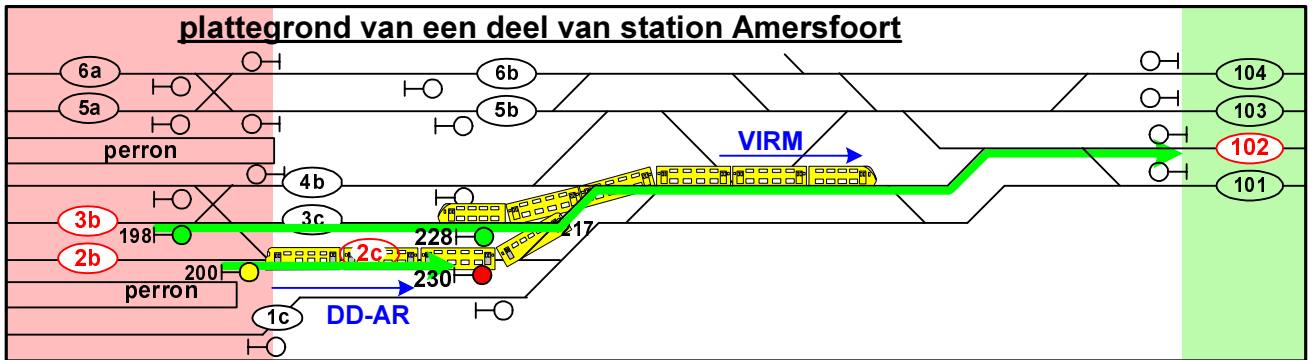 plattegrond van een deel van station Amersfoort
6a 6b 104
5a 5b 103
perron VIRM 102
4b 101
3b 3c
198 228 217
2b 2c
200 230
perron
1c DD-AR